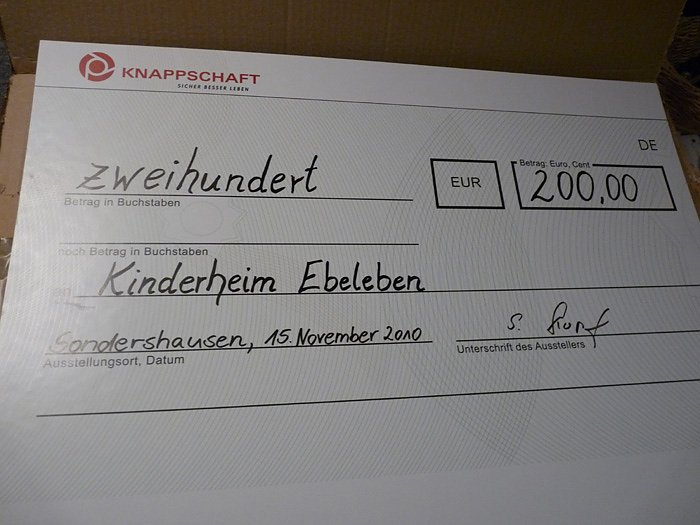 KNAPPSCHAFT
SICHER BESSER LEBEN
DE
zweihundert
Betrag in Buchstaben
EUR
Betrag: Euro, Cent
200,00
noch Betrag in Buchstaben
an Kinderheim Ebeleben
Sondershausen, 15. November 2010
Ausstellungsort, Datum
S.
Unterschrift des Ausstellers